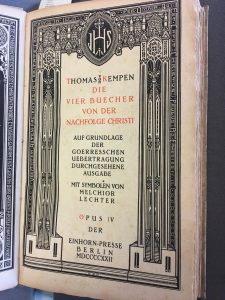 IHS
THOMAS KEMPEN
DIE
VIER BUECHER
VON DER
NACHFOLGE CHRISTI
AUF GRUNDLAGE
DER
GOERRESSCHEN
UEBERTRAGUNG
DURCHGESEHENE
AUSGABE
MIT SYMBOLEN VON
MELCHIOR
LECHTER
OPUS IV
DER
EINHORN-PRESSE
BERLIN
MDCCCCXXII